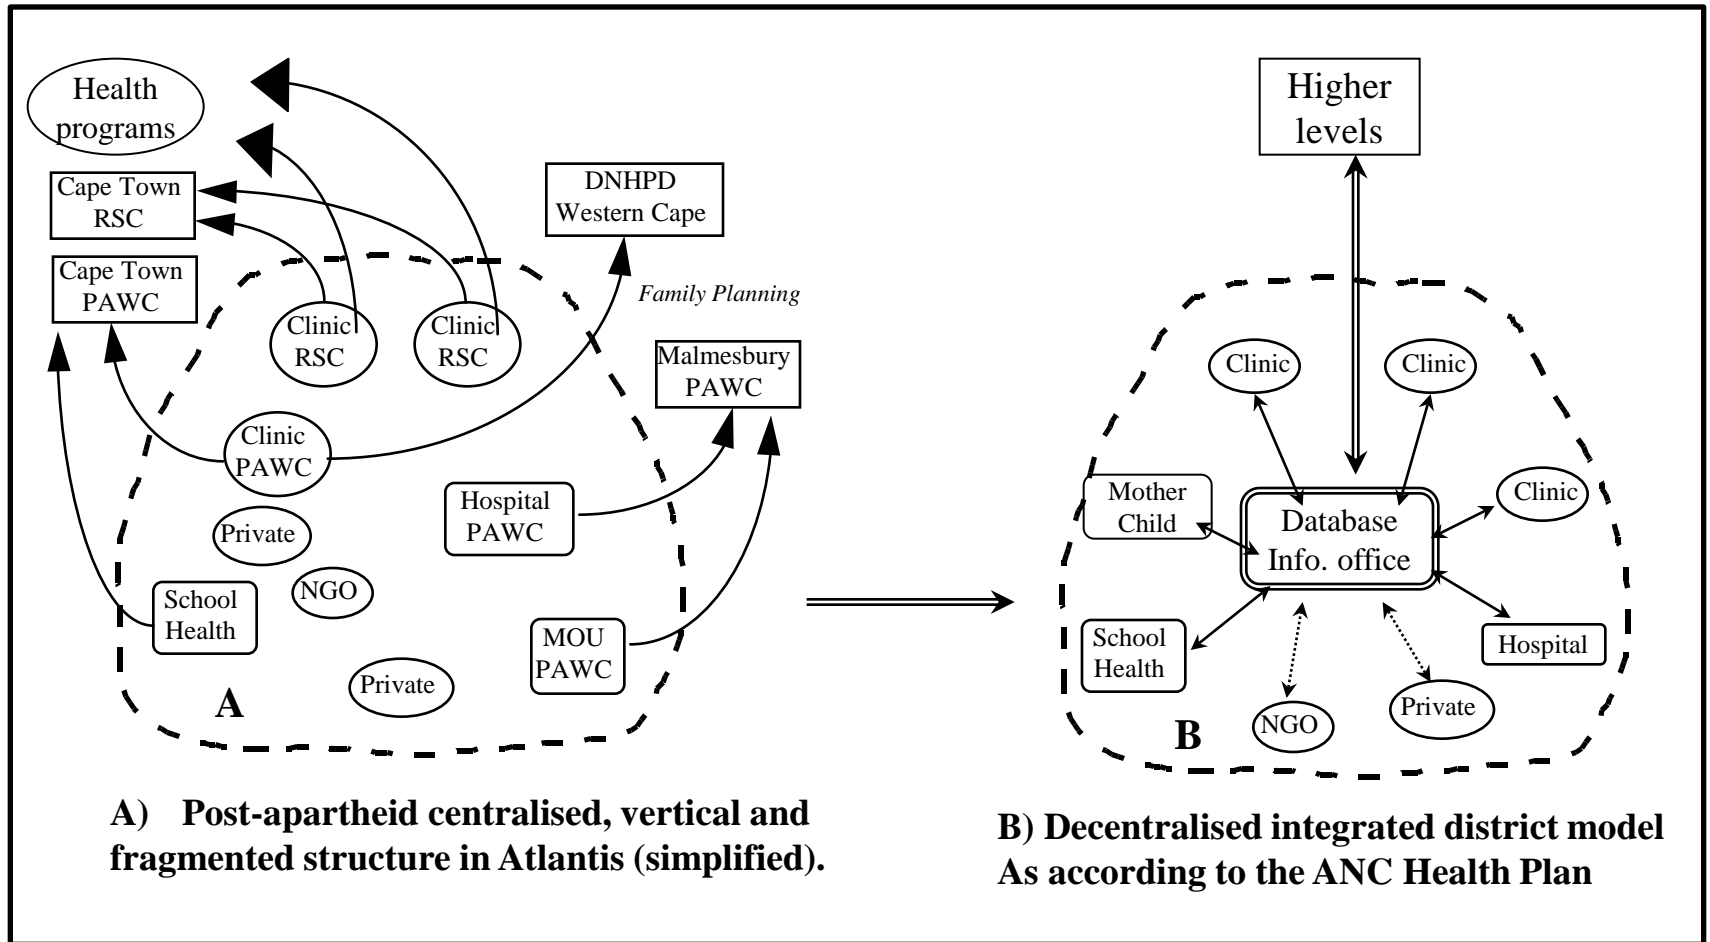 Health
programs
Cape Town
RSC
Cape Town
PAWC
DNHPD
Western Cape
Family Planning
Malmesbury
PAWC
Clinic
RSC
Clinic
RSC
Clinic
PAWC
Private
NGO
School
Health
Hospital
PAWC
MOU
PAWC
Private
A
A) Post-apartheid centralised, vertical and
fragmented structure in Atlantis (simplified).
Higher
levels
Clinic
Clinic
Clinic
Mother
Child
Database
Info. office
School
Health
Hospital
NGO
Private
B
B) Decentralised integrated district model
As according to the ANC Health Plan